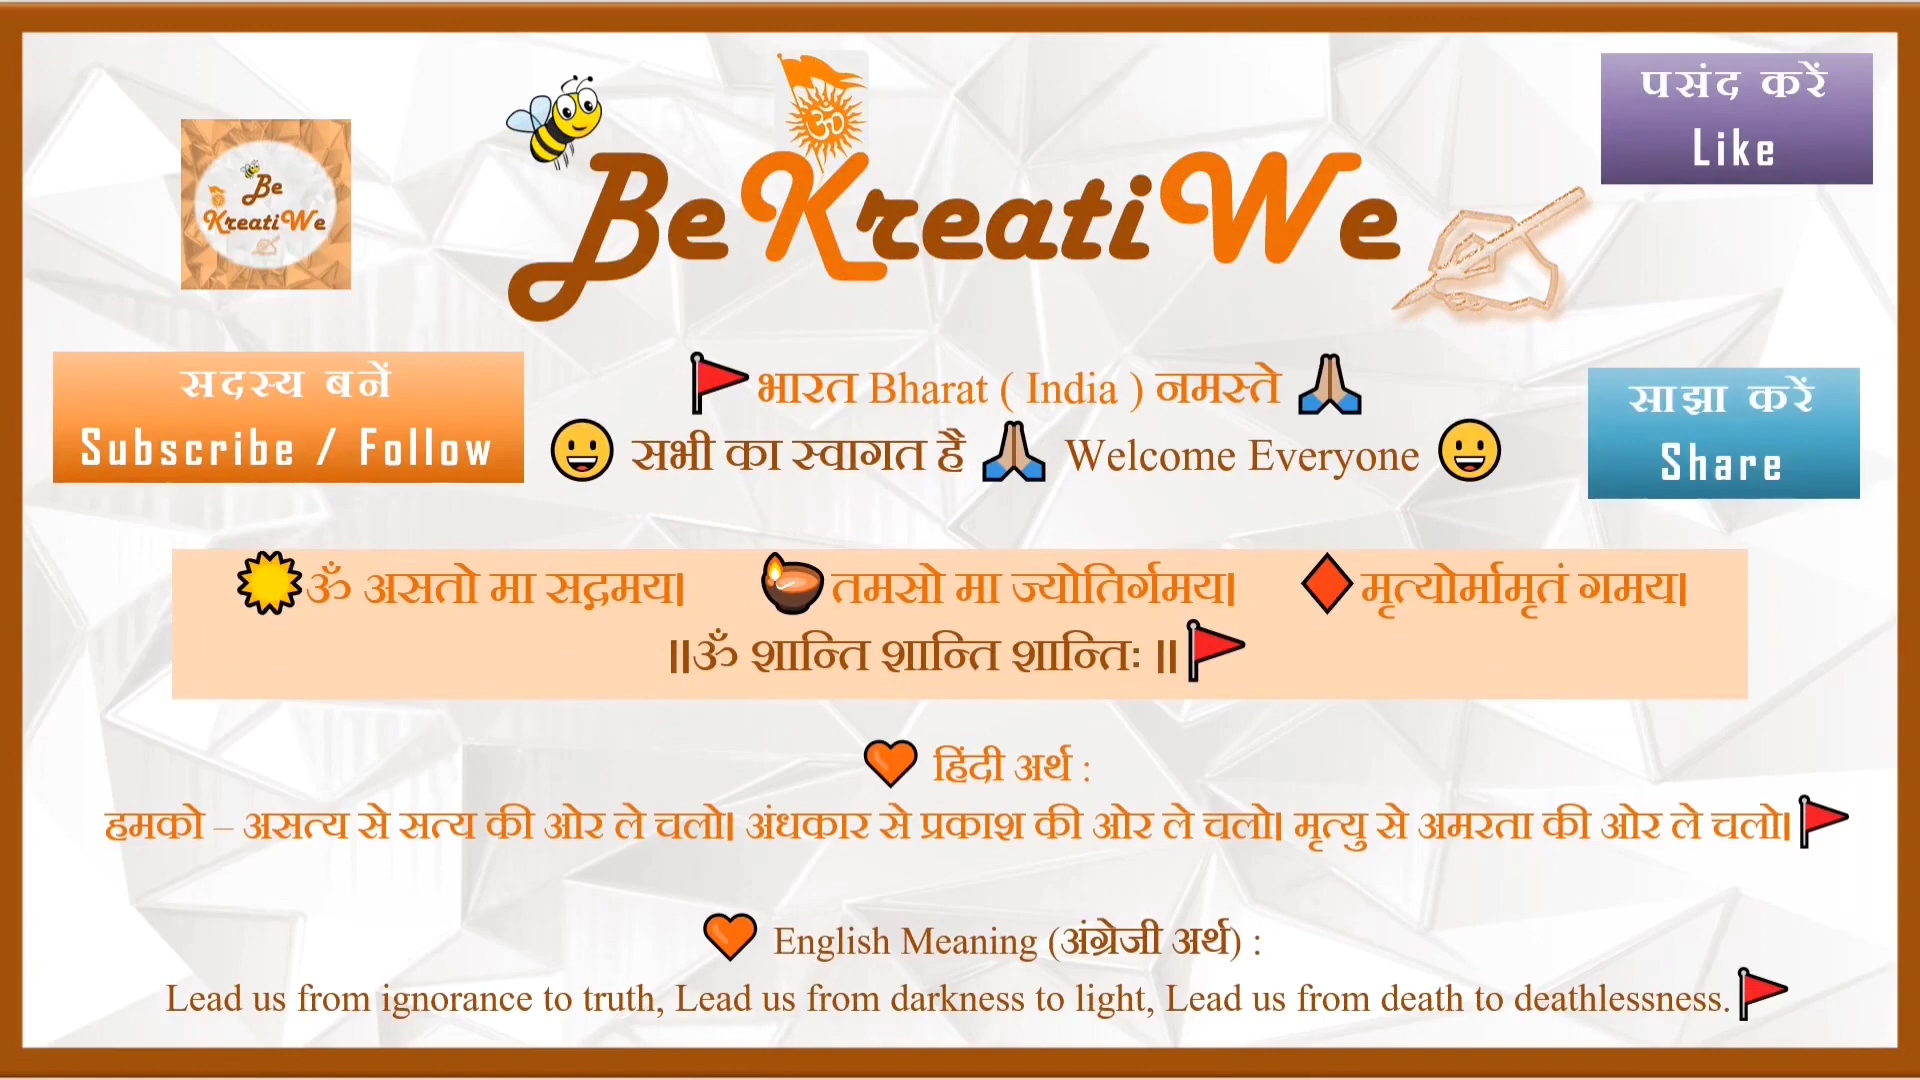 BeKreatiWe
ॐ
Be
KreatiWe
पसंद करें
Like
सदस्य बनें
Subscribe / Follow
🚩भारत Bharat ( India ) नमस्ते 🙏
😀 सभी का स्वागत है 🙏 Welcome Everyone 😀
साझा करें
Share
ॐ असतो मा सद्गमय। तमसो मा ज्योतिर्गमय। मृत्योर्मामृतं गमय।
॥ॐ शान्ति शान्ति शान्तिः ॥🚩
🧡 हिंदी अर्थ :
हमको – असत्य से सत्य की ओर ले चलो। अंधकार से प्रकाश की ओर ले चलो। मृत्यु से अमरता की ओर ले चलो।🚩
🧡 English Meaning (अंग्रेजी अर्थ) :
Lead us from ignorance to truth, Lead us from darkness to light, Lead us from death to deathlessness.🚩